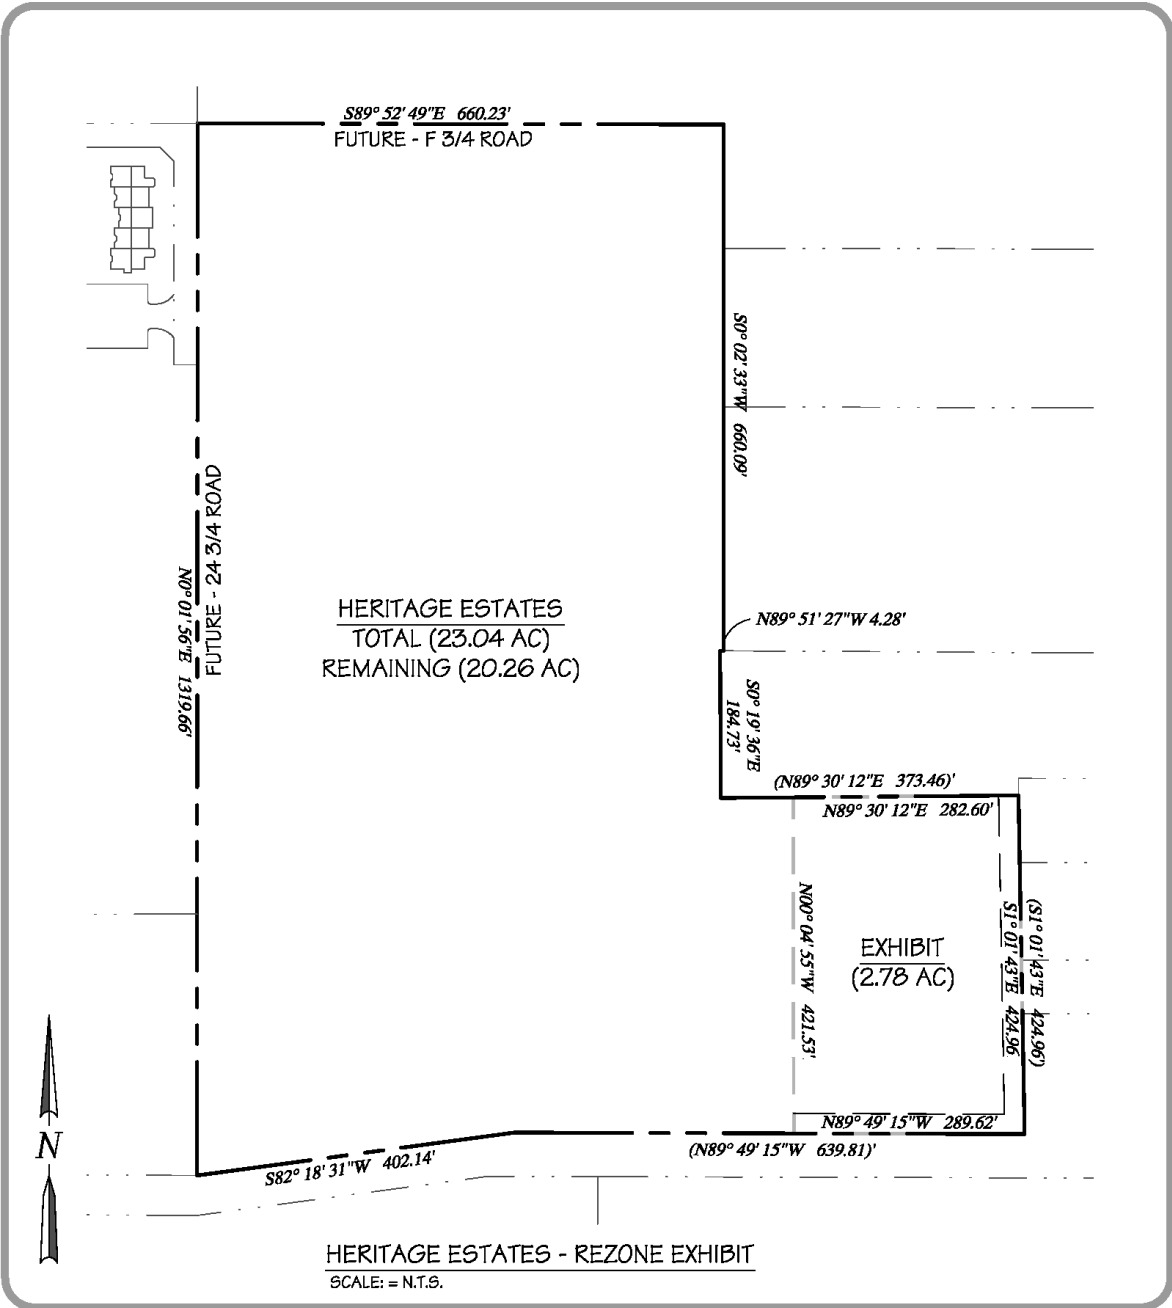 S89° 52' 49"E 660.23'
FUTURE - F 3/4 ROAD
S0° 02' 33"W 660.09'
FUTURE - 24 3/4 ROAD
N0° 01' 56"E 1319.66'
HERITAGE ESTATES
TOTAL (23.04 AC)
REMAINING (20.26 AC)
N89° 51' 27"W 4.28'
S0° 19' 36"E
184.73'
(N89° 30' 12"E 373.46)'
N89° 30' 12"E 282.60'
N00° 04' 55"W 421.53'
EXHIBIT
(2.78 AC)
S1° 01' 43"E 424.96
(S1° 01' 43"E 424.96')
N89° 49' 15"W 289.62'
(N89° 49' 15"W 639.81)'
S82° 18' 31"W 402.14'
N
HERITAGE ESTATES - REZONE EXHIBIT
SCALE: = N.T.S.